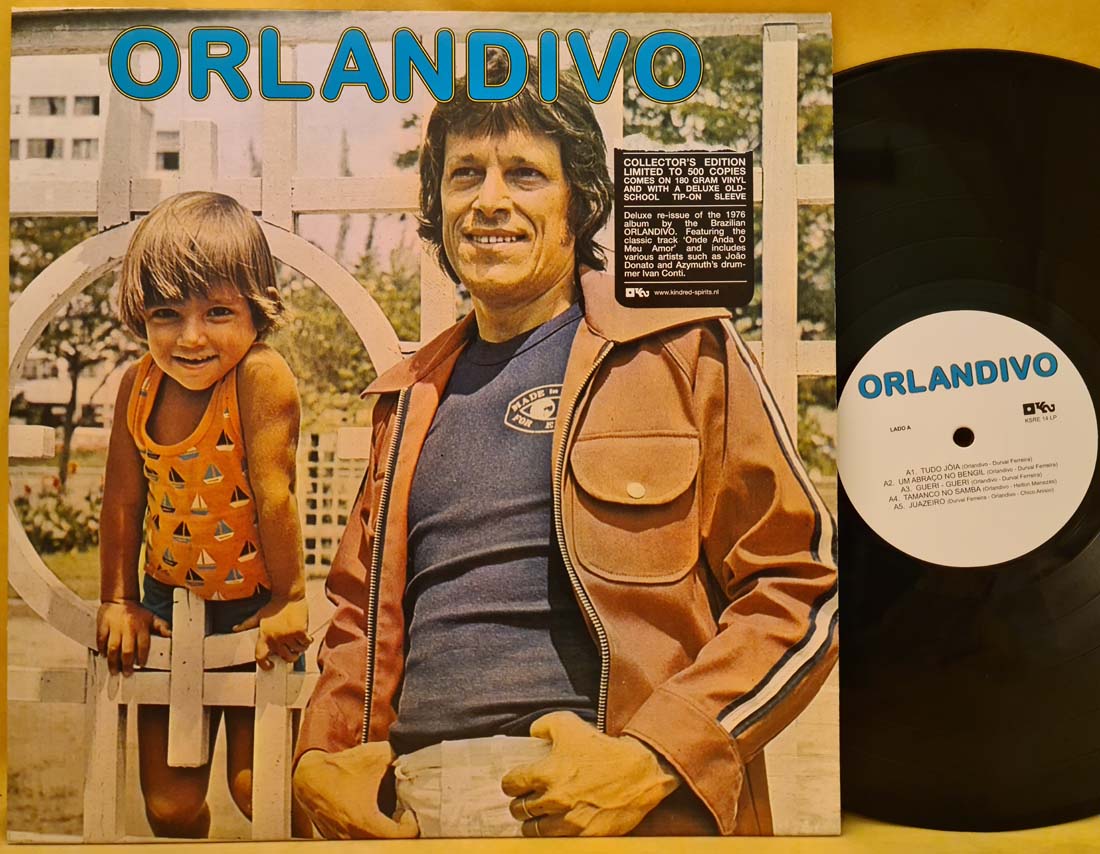 ORLANDIVO
COLLECTOR'S EDITION
LIMITED TO 500 COPIES
COMES ON 180 GRAM VINYL
AND WITH A DELUXE OLD-
SCHOOL TIP-ON SLEEVE
Deluxe re-issue of the 1976
album by the Brazilian
ORLANDIVO. Featuring the
classic track 'Onde Anda O
Meu Amor' and includes
various artists such as João
Donato and Azymuth's drum-
mer Ivan Conti.
www.kindred-spirits.nl
MADE IN
FOR
ORLANDIVO
KSRE 14 LP
LADO A
A1. TUDO JÓIA (Orlandivo - Durval Ferreira)
A2. UM ABRAÇO NO BENGIL (Orlandivo - Durval Ferreira)
A3. GUERI - GUERI (Orlandivo - Durval Ferreira)
A4. TAMANCO NO SAMBA (Orlandivo - Helton Menezes)
A5. JUAZEIRO (Durval Ferreira - Orlandivo - Chico Anisio)